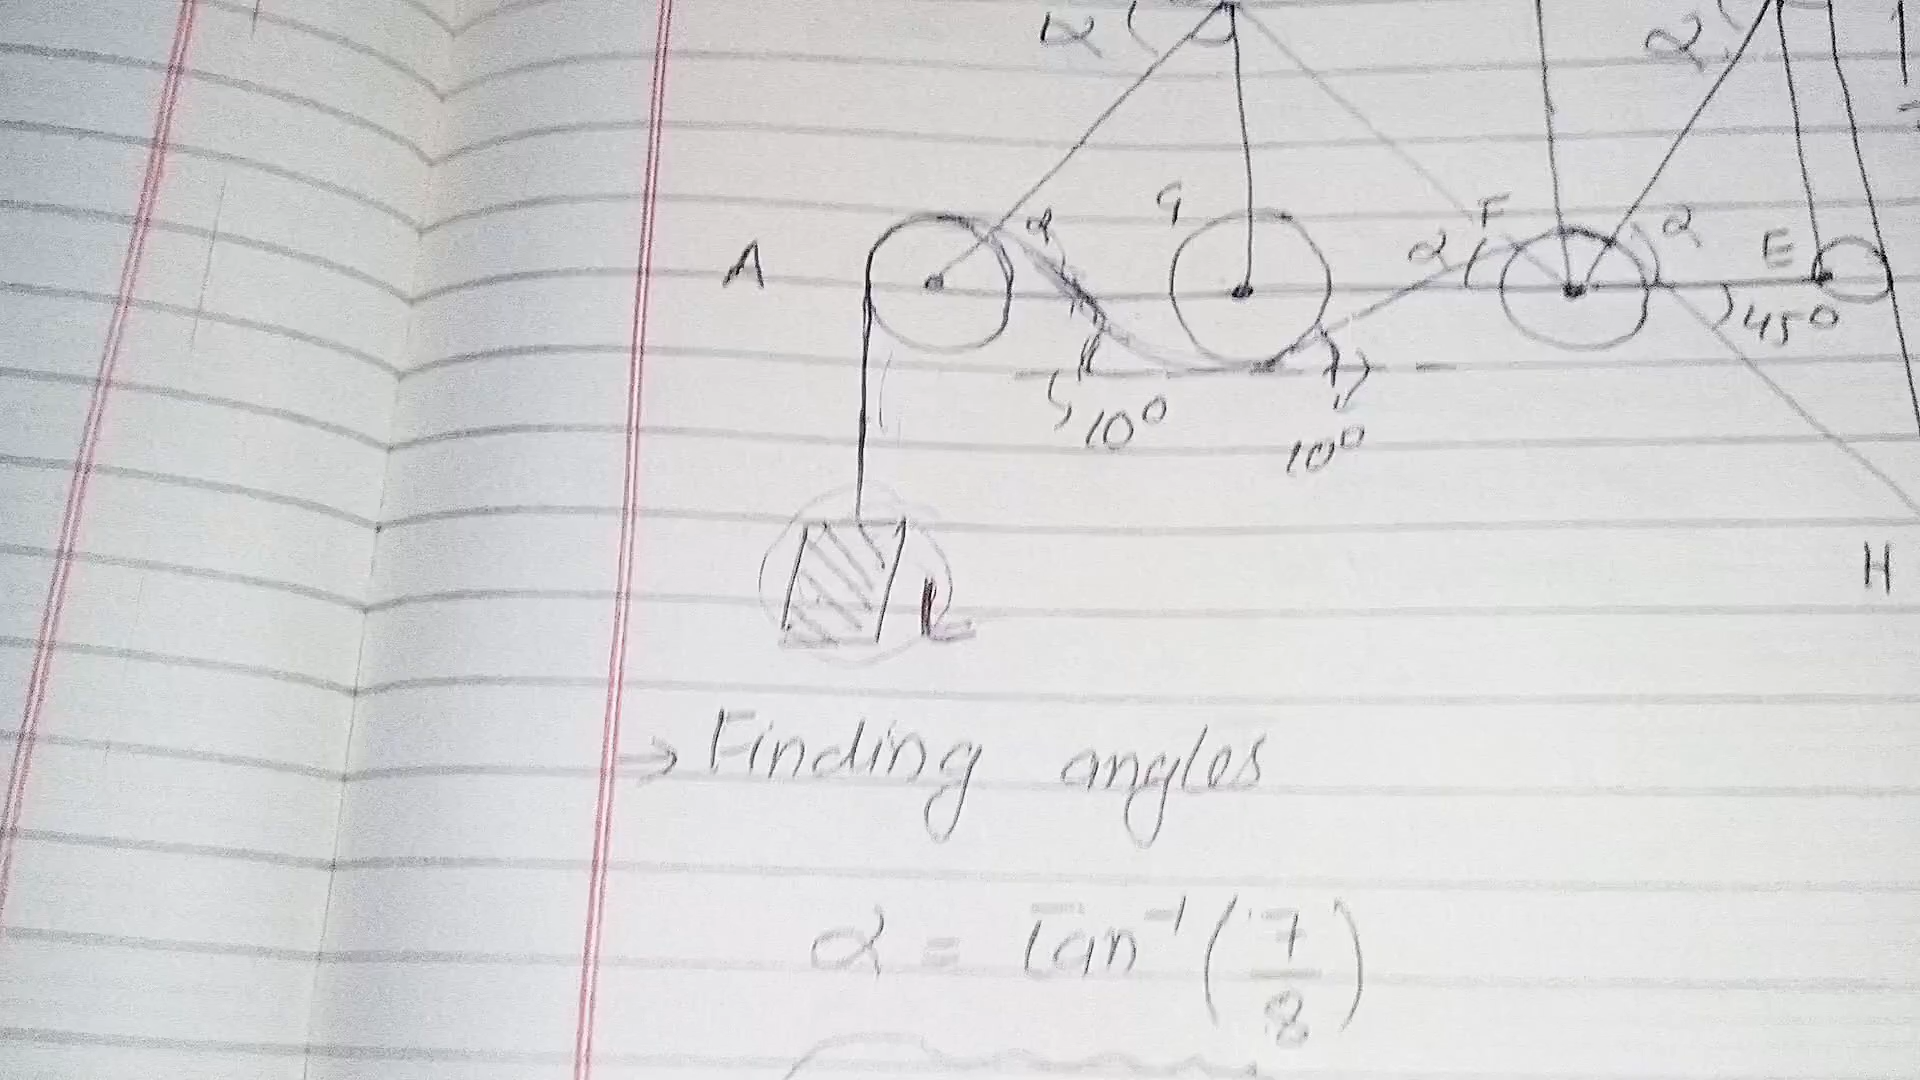 α α
α G α F α E
A
45°
10° 10°
H
L
→ Finding angles
α = tan⁻¹ (7/8)